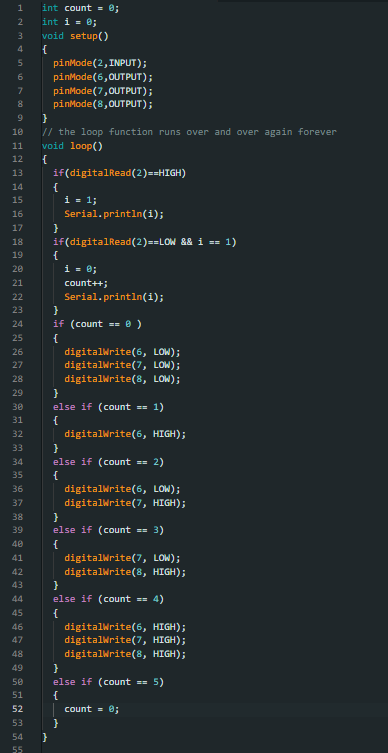 1 int count = 0;
2 int i = 0;
3 void setup()
4 {
5 pinMode(2,INPUT);
6 pinMode(6,OUTPUT);
7 pinMode(7,OUTPUT);
8 pinMode(8,OUTPUT);
9 }
10 // the loop function runs over and over again forever
11 void loop()
12 {
13 if(digitalRead(2)==HIGH)
14 {
15 i = 1;
16 Serial.println(i);
17 }
18 if(digitalRead(2)==LOW && i == 1)
19 {
20 i = 0;
21 count++;
22 Serial.println(i);
23 }
24 if (count == 0 )
25 {
26 digitalWrite(6, LOW);
27 digitalWrite(7, LOW);
28 digitalWrite(8, LOW);
29 }
30 else if (count == 1)
31 {
32 digitalWrite(6, HIGH);
33 }
34 else if (count == 2)
35 {
36 digitalWrite(6, LOW);
37 digitalWrite(7, HIGH);
38 }
39 else if (count == 3)
40 {
41 digitalWrite(7, LOW);
42 digitalWrite(8, HIGH);
43 }
44 else if (count == 4)
45 {
46 digitalWrite(6, HIGH);
47 digitalWrite(7, HIGH);
48 digitalWrite(8, HIGH);
49 }
50 else if (count == 5)
51 {
52 count = 0;
53 }
54 }
55